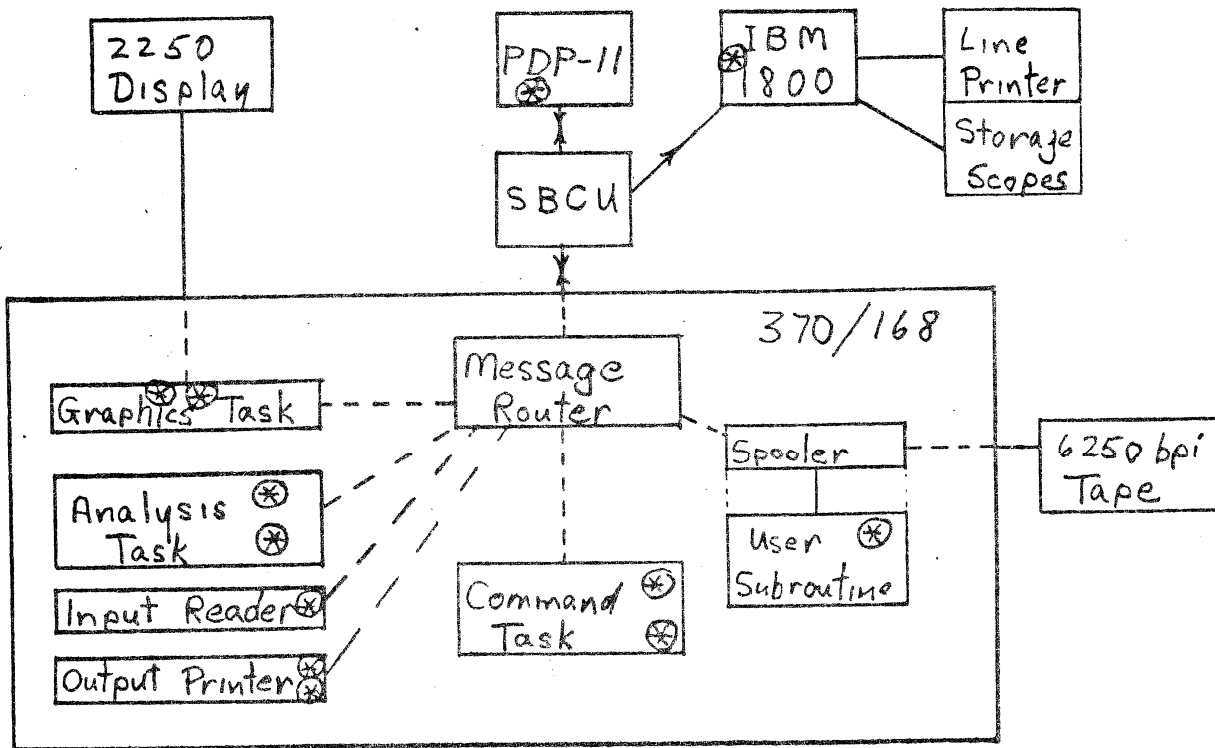 2250
Display
PDP-11
IBM
1800
Line
Printer
Storage
Scopes
SBCU
370/168
Message
Router
Graphics Task
Spooler
6250 bpi
Tape
Analysis
Task
User
Subroutine
Input Reader
Command
Task
Output Printer